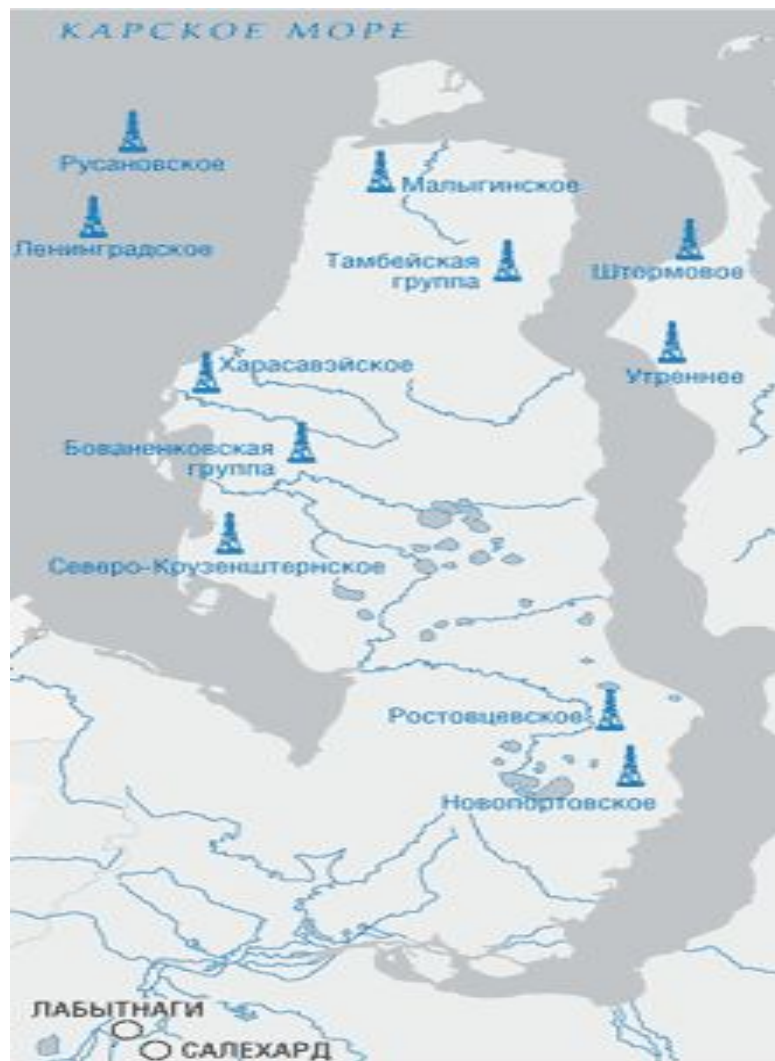 КАРСКОЕ МОРЕ
Русановское
Малыгинское
Ленинградское
Тамбейская
группа
Штормовое
Харасавэйское
Утреннее
Бованенковская
группа
Северо-Крузенштернское
Ростовцевское
Новопортовское
ЛАБЫТНАГИ
САЛЕХАРД